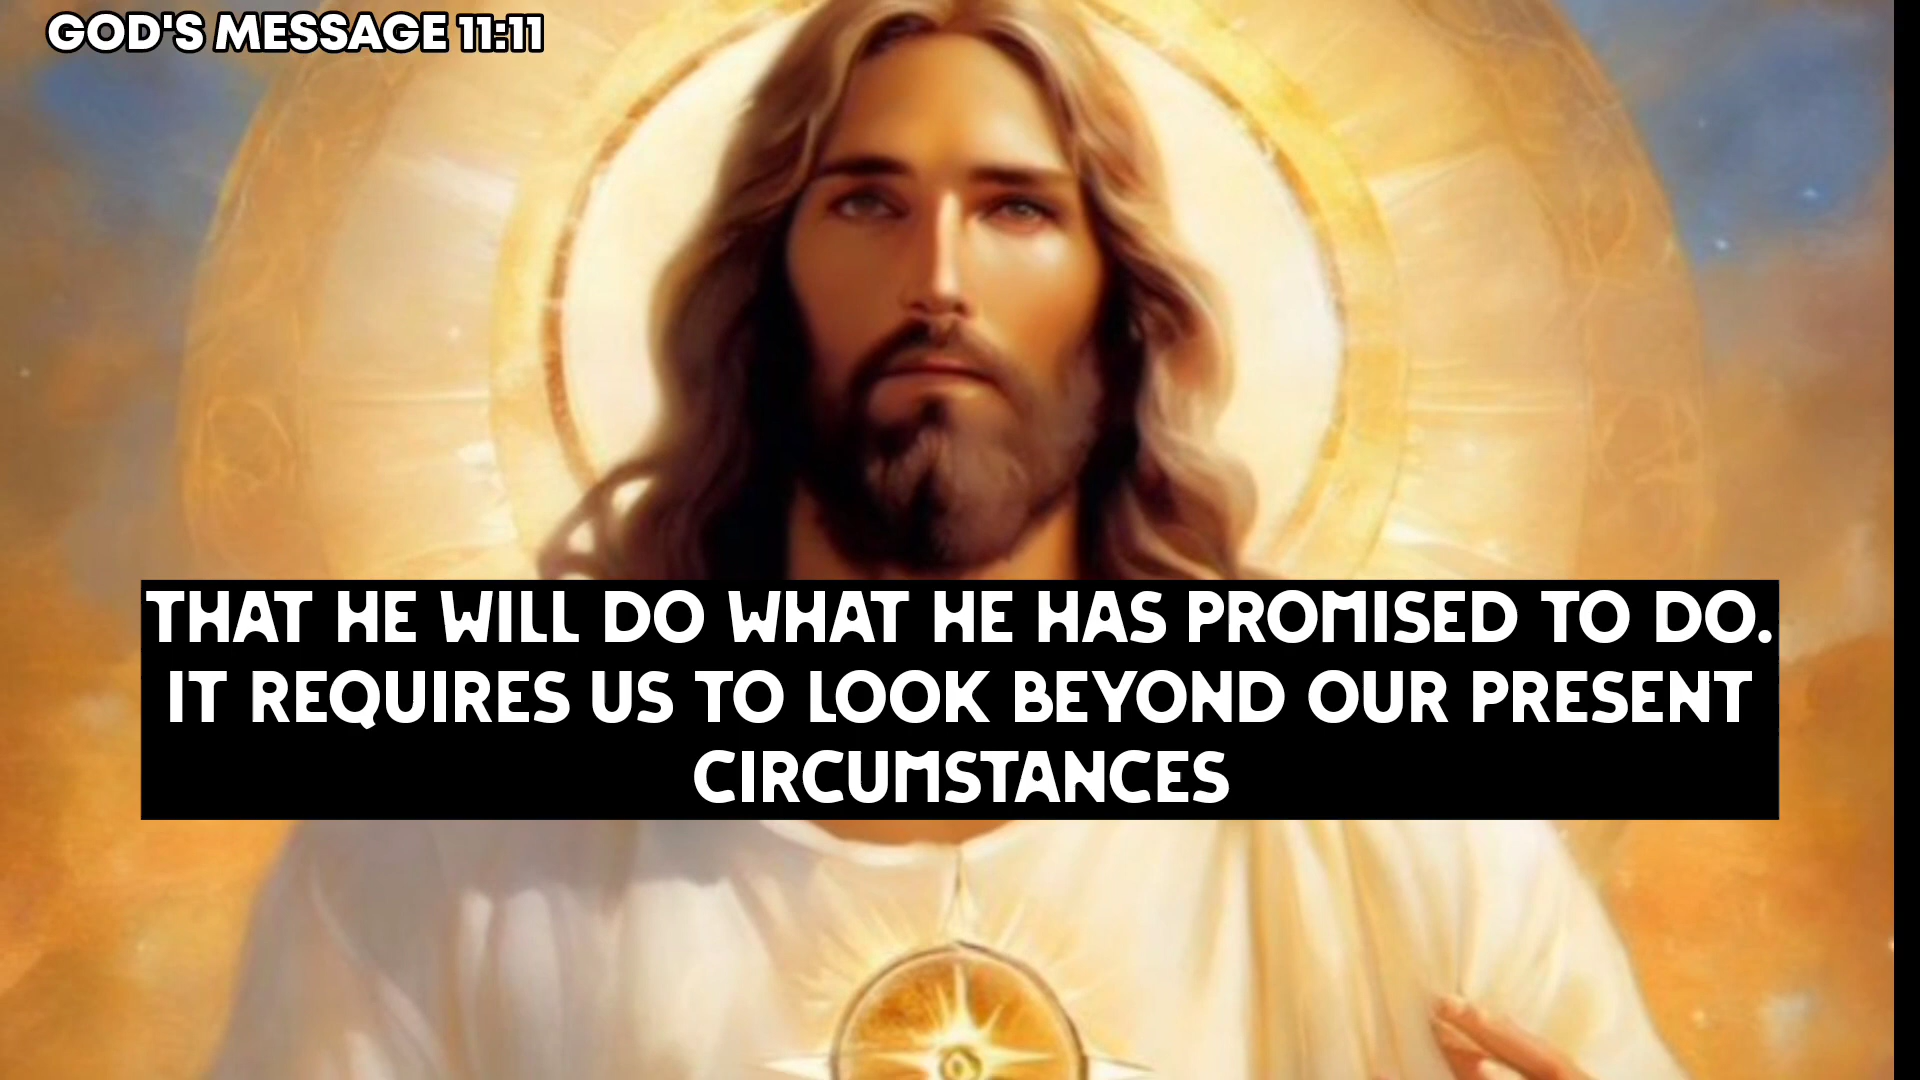 GOD'S MESSAGE 11:11
THAT HE WILL DO WHAT HE HAS PROMISED TO DO.
IT REQUIRES US TO LOOK BEYOND OUR PRESENT
CIRCUMSTANCES